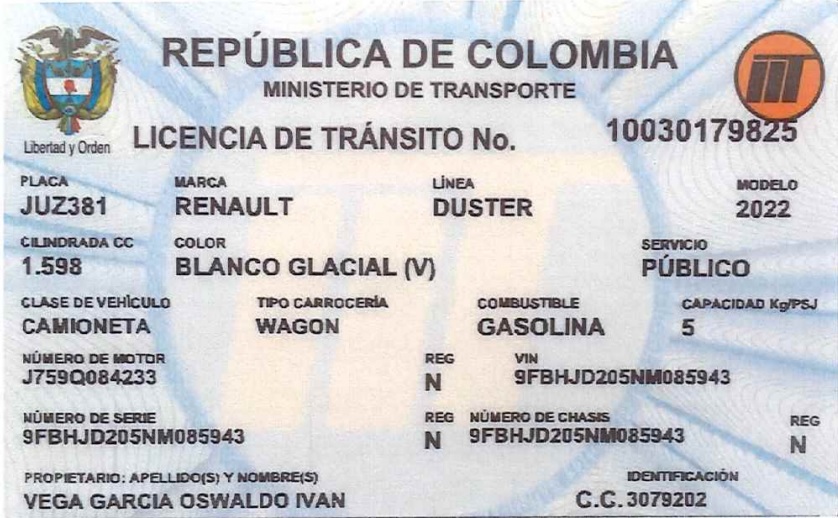 REPÚBLICA DE COLOMBIA
MINISTERIO DE TRANSPORTE
Libertad y Orden
LICENCIA DE TRÁNSITO No. 10030179825
PLACA MARCA LÍNEA MODELO
JUZ381 RENAULT DUSTER 2022
CILINDRADA CC COLOR SERVICIO
1.598 BLANCO GLACIAL (V) PÚBLICO
CLASE DE VEHÍCULO TIPO CARROCERÍA COMBUSTIBLE CAPACIDAD Kg/PSJ
CAMIONETA WAGON GASOLINA 5
NÚMERO DE MOTOR REG VIN
J759Q084233 N 9FBHJD205NM085943
NÚMERO DE SERIE REG NÚMERO DE CHASIS REG
9FBHJD205NM085943 N 9FBHJD205NM085943 N
PROPIETARIO: APELLIDO(S) Y NOMBRE(S) IDENTIFICACIÓN
VEGA GARCIA OSWALDO IVAN C.C. 3079202